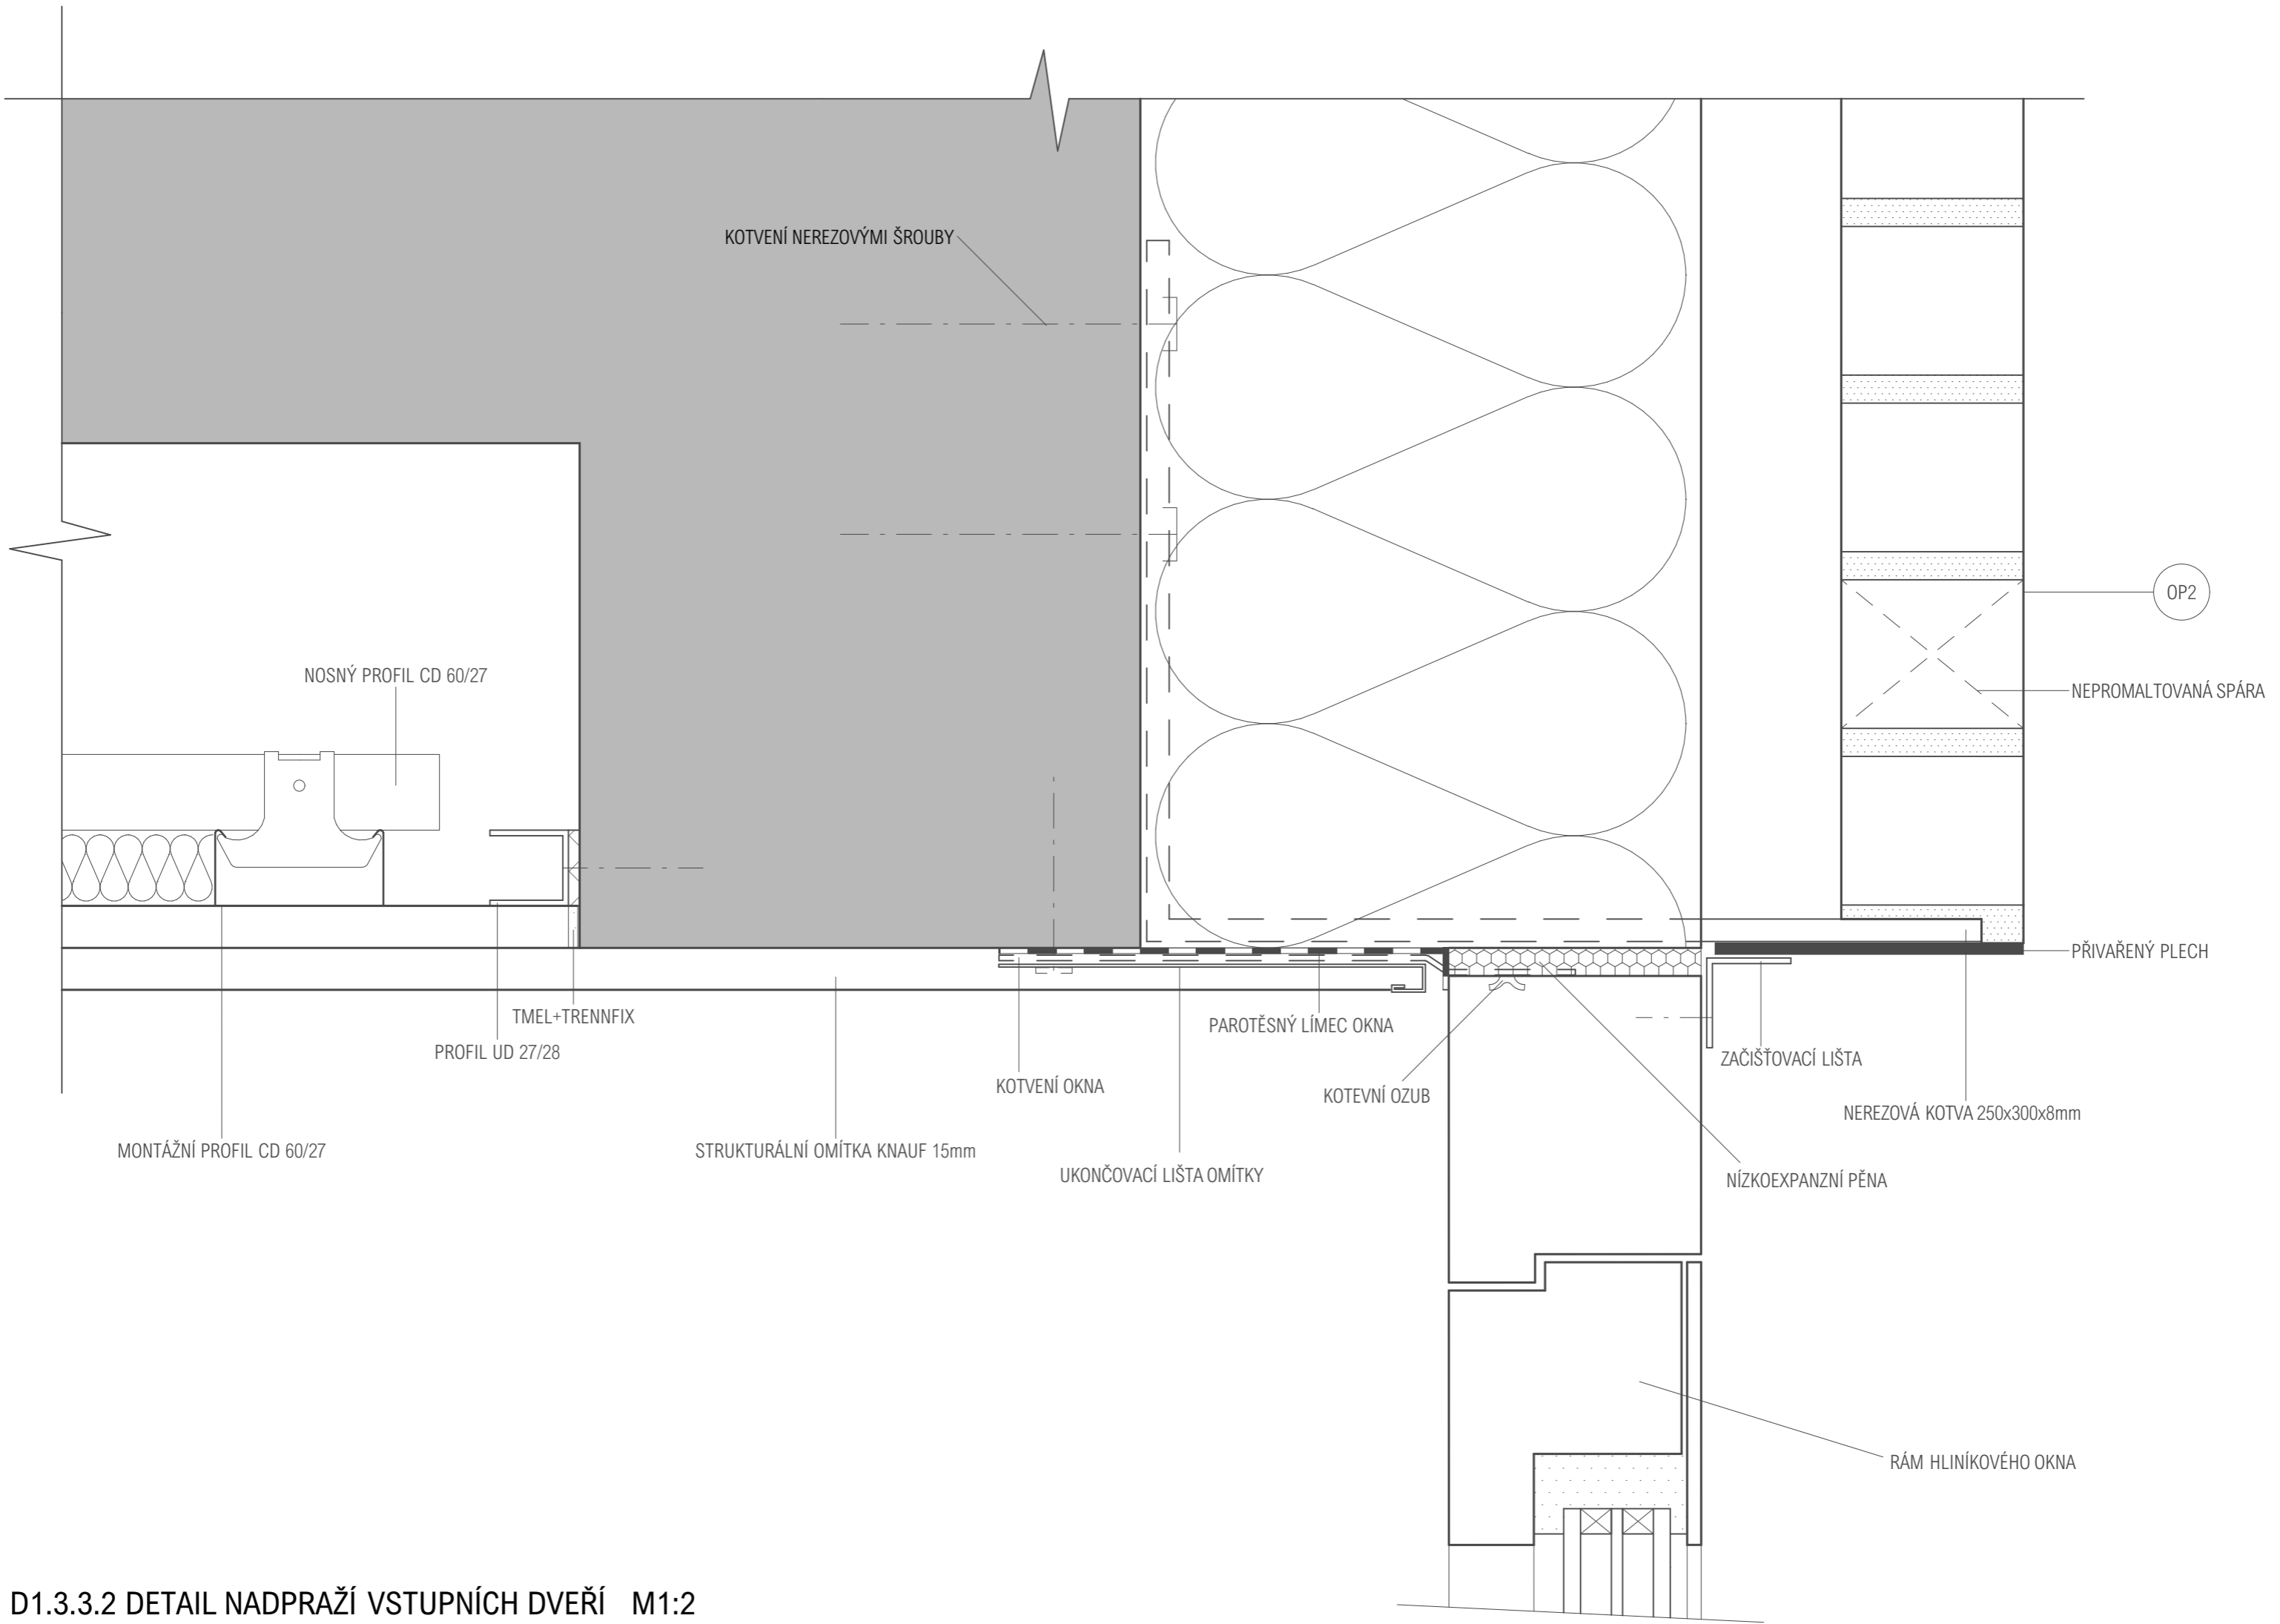 KOTVENÍ NEREZOVÝMI ŠROUBY
OP2
NOSNÝ PROFIL CD 60/27
NEPROMALTOVANÁ SPÁRA
PŘIVAŘENÝ PLECH
TMEL+TRENNFIX
PAROTĚSNÝ LÍMEC OKNA
PROFIL UD 27/28
ZAČIŠŤOVACÍ LIŠTA
KOTVENÍ OKNA
KOTEVNÍ OZUB
NEREZOVÁ KOTVA 250x300x8mm
MONTÁŽNÍ PROFIL CD 60/27
STRUKTURÁLNÍ OMÍTKA KNAUF 15mm
UKONČOVACÍ LIŠTA OMÍTKY
NÍZKOEXPANZNÍ PĚNA
RÁM HLINÍKOVÉHO OKNA
D1.3.3.2 DETAIL NADPRAŽÍ VSTUPNÍCH DVEŘÍ M1:2